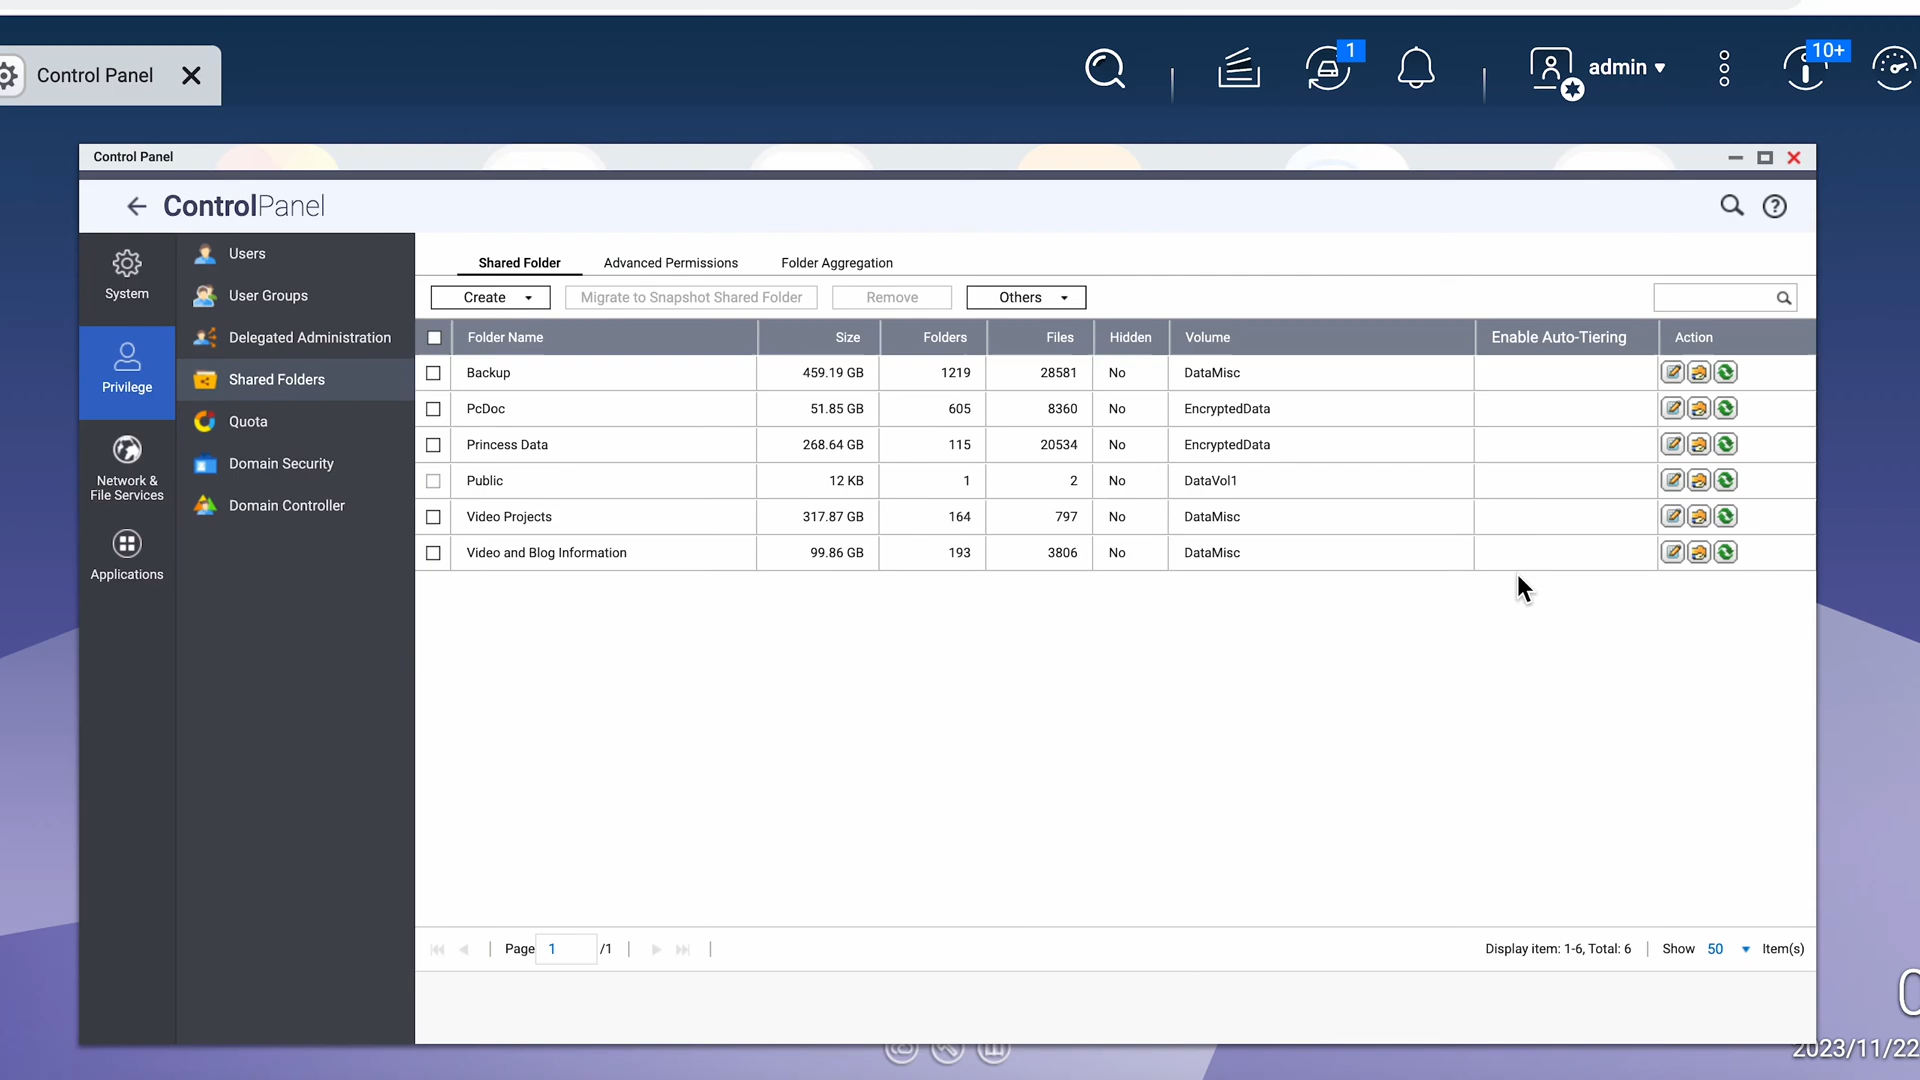 Control Panel
1
admin
10+
Control Panel
ControlPanel
System
Privilege
Network &
File Services
Applications
Users
User Groups
Delegated Administration
Shared Folders
Quota
Domain Security
Domain Controller
Shared Folder Advanced Permissions Folder Aggregation
Create Migrate to Snapshot Shared Folder Remove Others
Folder Name Size Folders Files Hidden Volume Enable Auto-Tiering Action
Backup 459.19 GB 1219 28581 No DataMisc
PcDoc 51.85 GB 605 8360 No EncryptedData
Princess Data 268.64 GB 115 20534 No EncryptedData
Public 12 KB 1 2 No DataVol1
Video Projects 317.87 GB 164 797 No DataMisc
Video and Blog Information 99.86 GB 193 3806 No DataMisc
Page 1 /1 Display item: 1-6, Total: 6 Show 50 Item(s)
2023/11/22